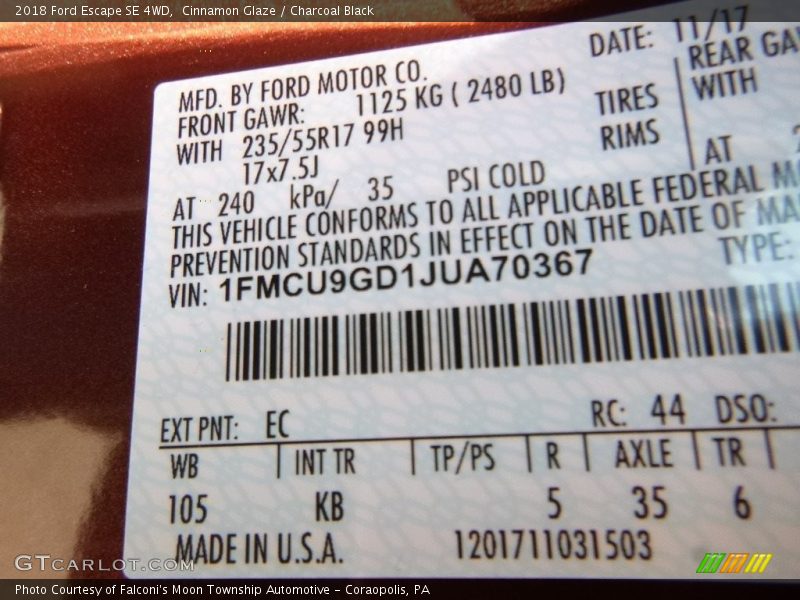 2018 Ford Escape SE 4WD, Cinnamon Glaze / Charcoal Black
MFD. BY FORD MOTOR CO.
DATE: 11/17
FRONT GAWR: 1125 KG ( 2480 LB)
REAR GA
WITH 235/55R17 99H TIRES WITH
17x7.5J RIMS
AT 240 kPa/ 35 PSI COLD AT
THIS VEHICLE CONFORMS TO ALL APPLICABLE FEDERAL M
PREVENTION STANDARDS IN EFFECT ON THE DATE OF MA
VIN: 1FMCU9GD1JUA70367 TYPE:
EXT PNT: EC RC: 44 DSO:
WB INT TR TP/PS R AXLE TR
105 KB 5 35 6
MADE IN U.S.A. 1201711031503
GTCARLOT.COM
Photo Courtesy of Falconi's Moon Township Automotive - Coraopolis, PA